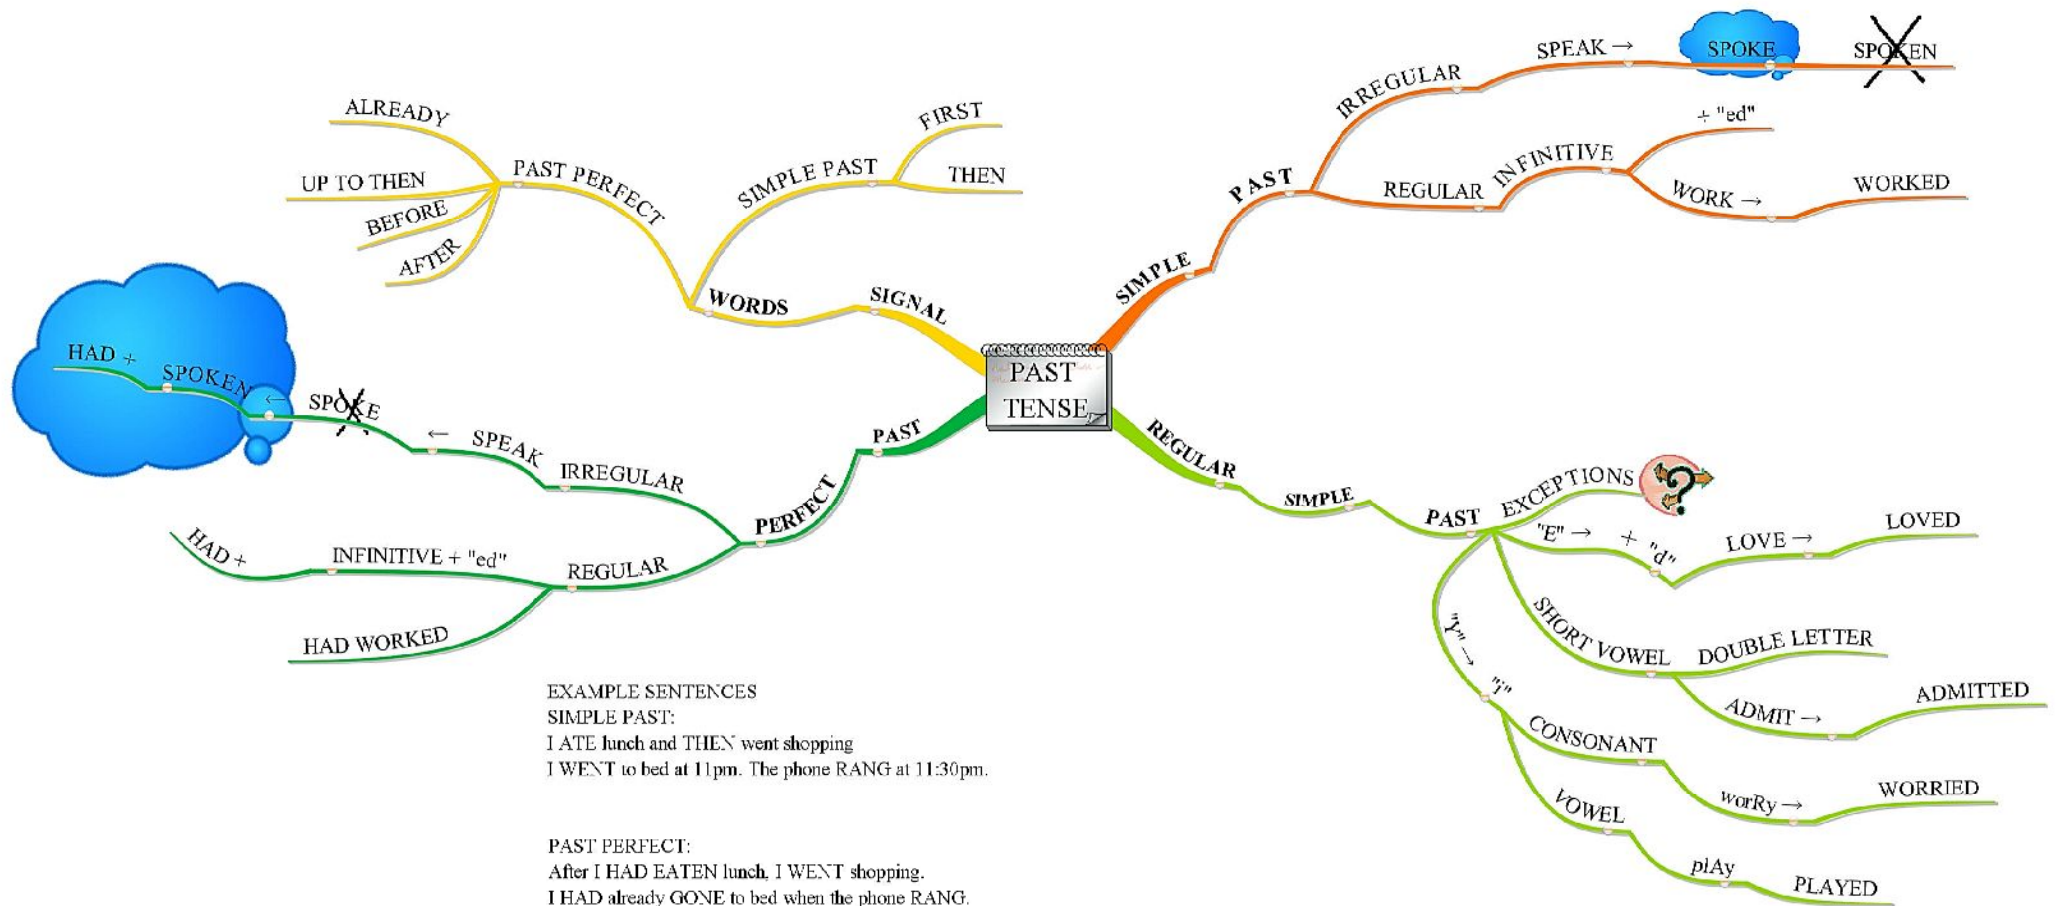 PAST
TENSE
SIMPLE
PAST
IRREGULAR
SPEAK →
SPOKE
SPOKEN
REGULAR
INFINITIVE
+ "ed"
WORK →
WORKED
REGULAR
SIMPLE
PAST
EXCEPTIONS
?
"E" → + "d"
LOVE →
LOVED
SHORT VOWEL
DOUBLE LETTER
ADMIT →
ADMITTED
"Y" → "i"
CONSONANT
worRy →
WORRIED
VOWEL
plAy
PLAYED
PAST
PERFECT
IRREGULAR
SPEAK
←
SPOKE
←
SPOKEN
HAD +
REGULAR
INFINITIVE + "ed"
HAD +
HAD WORKED
SIGNAL
WORDS
PAST PERFECT
ALREADY
UP TO THEN
BEFORE
AFTER
SIMPLE PAST
FIRST
THEN
EXAMPLE SENTENCES
SIMPLE PAST:
I ATE lunch and THEN went shopping
I WENT to bed at 11pm. The phone RANG at 11:30pm.
PAST PERFECT:
After I HAD EATEN lunch, I WENT shopping.
I HAD already GONE to bed when the phone RANG.